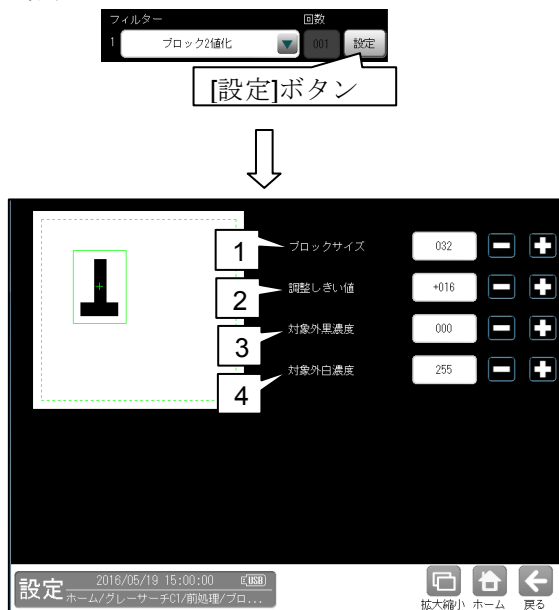 フィルター 回数
1 ブロック2値化 001 設定
[設定]ボタン
1 ブロックサイズ 032
2 調整しきい値 +016
3 対象外黒濃度 000
4 対象外白濃度 255
設定 2016/05/19 15:00:00 USB
ホーム/グレーサーチC1/前処理/ブロ...
拡大縮小 ホーム 戻る